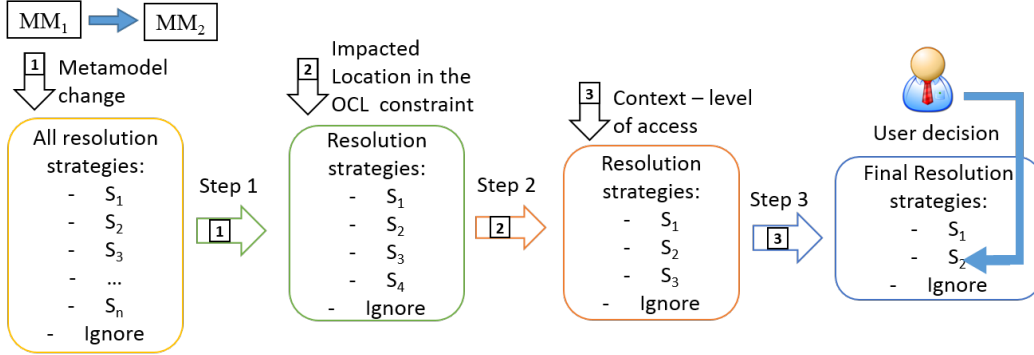 MM₁ MM₂
1 Metamodel
change
All resolution
strategies:
- S₁
- S₂
- S₃
- ...
- Sₙ
- Ignore
Step 1
1
2 Impacted
Location in the
OCL constraint
Resolution
strategies:
- S₁
- S₂
- S₃
- S₄
- Ignore
Step 2
2
3 Context – level
of access
Resolution
strategies:
- S₁
- S₂
- S₃
- Ignore
Step 3
3
User decision
Final Resolution
strategies:
- S₁
- S₂
- Ignore